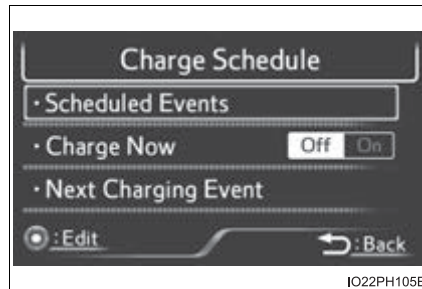 Charge Schedule
・Scheduled Events
・Charge Now Off On
・Next Charging Event
:Edit :Back
IO22PH105E